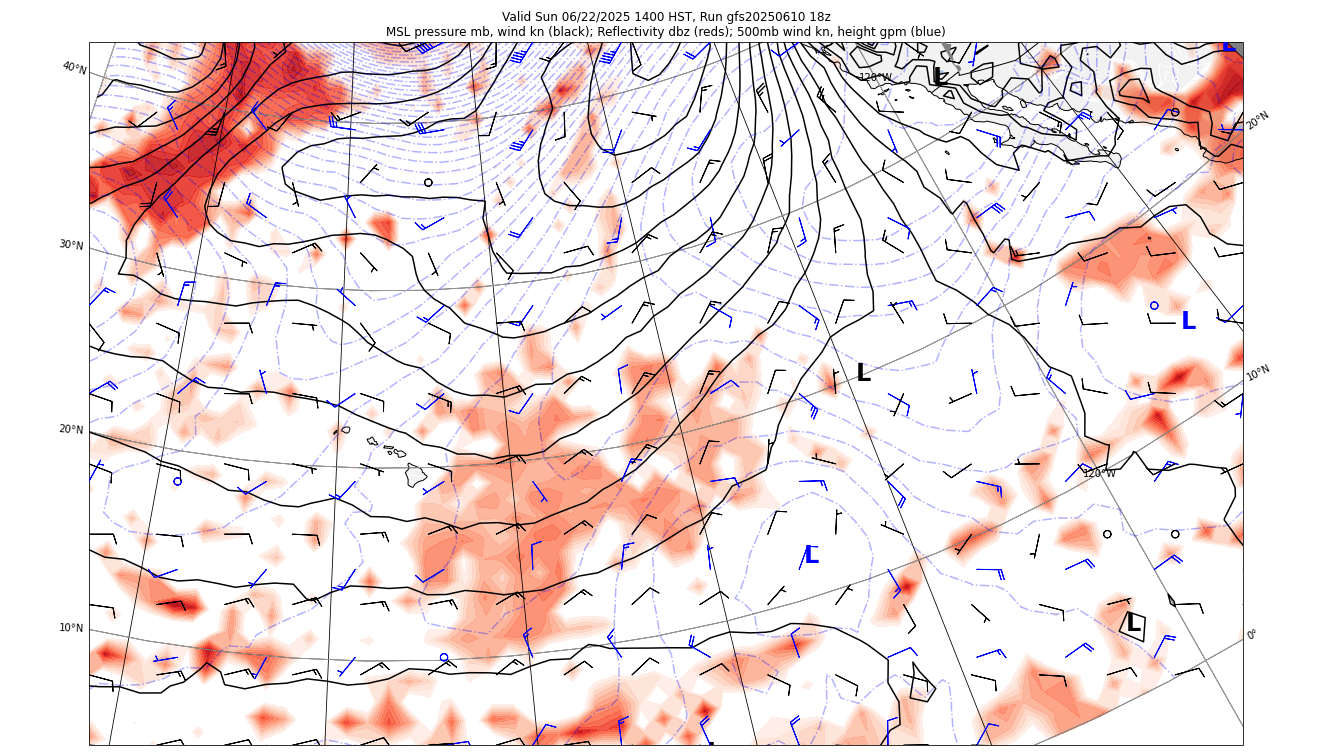 Valid Sun 06/22/2025 1400 HST, Run gfs20250610 18z
MSL pressure mb, wind kn (black); Reflectivity dbz (reds); 500mb wind kn, height gpm (blue)
L
40°N
120°W
L
20°N
30°N
L
L
10°N
20°N
120°W
L
10°N
L
0°